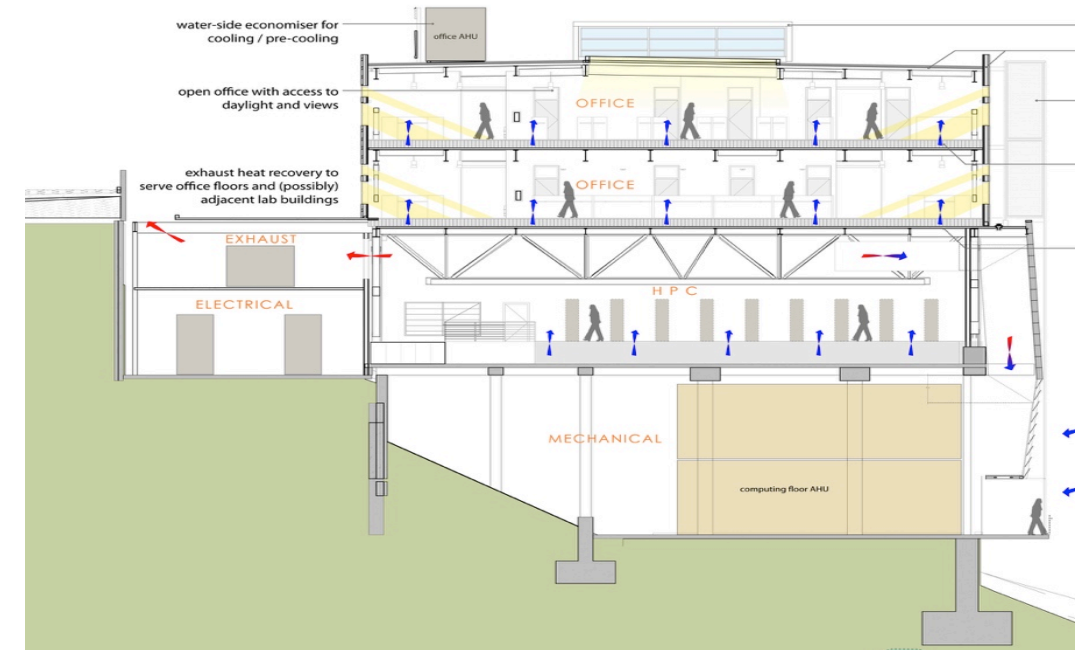 water-side economiser for
cooling / pre-cooling
office AHU
open office with access to
daylight and views
OFFICE
exhaust heat recovery to
serve office floors and (possibly)
adjacent lab buildings
OFFICE
EXHAUST
ELECTRICAL
HPC
MECHANICAL
computing floor AHU